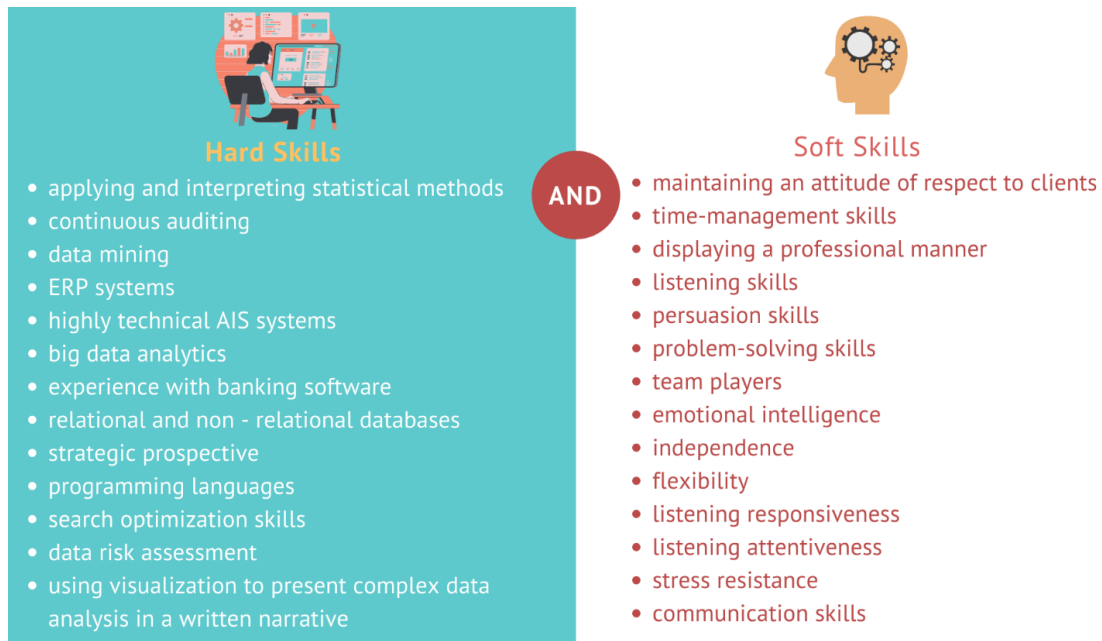 Hard Skills
• applying and interpreting statistical methods
• continuous auditing
• data mining
• ERP systems
• highly technical AIS systems
• big data analytics
• experience with banking software
• relational and non - relational databases
• strategic prospective
• programming languages
• search optimization skills
• data risk assessment
• using visualization to present complex data
analysis in a written narrative
AND
Soft Skills
• maintaining an attitude of respect to clients
• time-management skills
• displaying a professional manner
• listening skills
• persuasion skills
• problem-solving skills
• team players
• emotional intelligence
• independence
• flexibility
• listening responsiveness
• listening attentiveness
• stress resistance
• communication skills